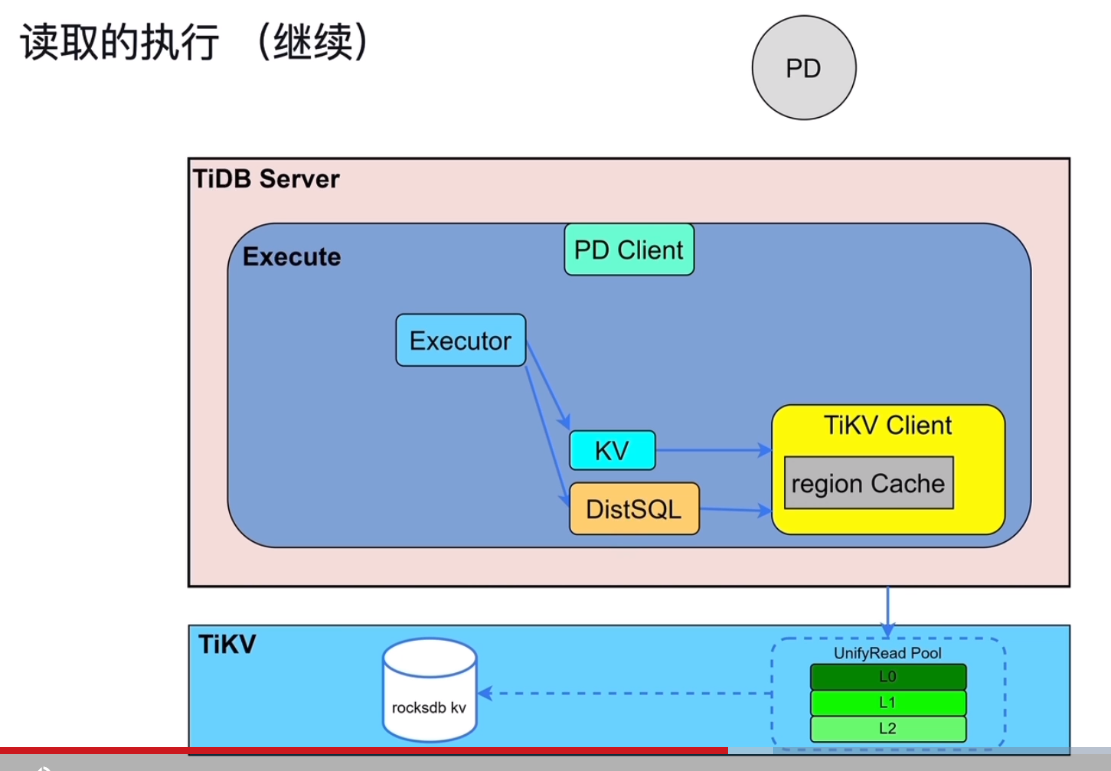 读取的执行 （继续）
PD
TiDB Server
PD Client
Execute
Executor
TiKV Client
KV
region Cache
DistSQL
TiKV
UnifyRead Pool
L0
rocksdb kv
L1
L2